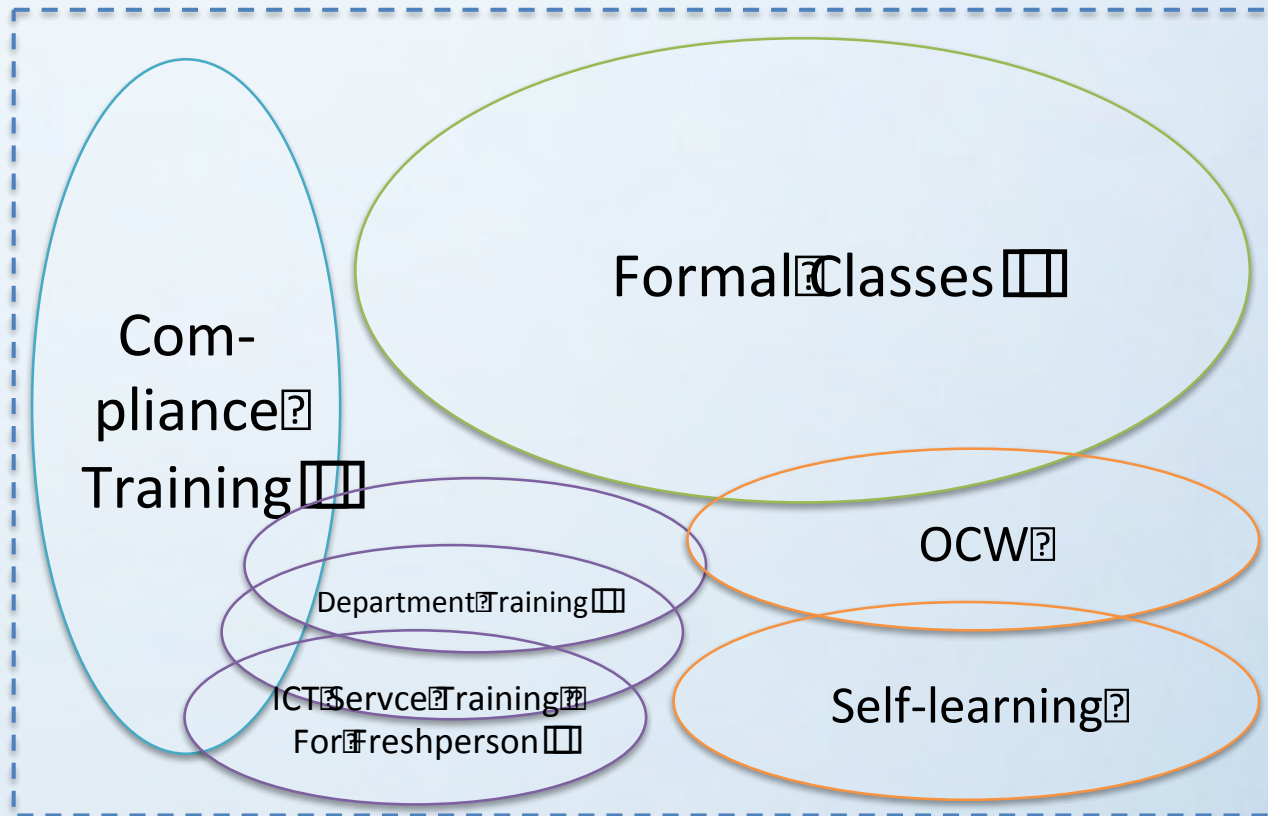 Formal Classes
Com-
pliance
Training
OCW
Department Training
ICT Servce Training
For Freshperson
Self-learning